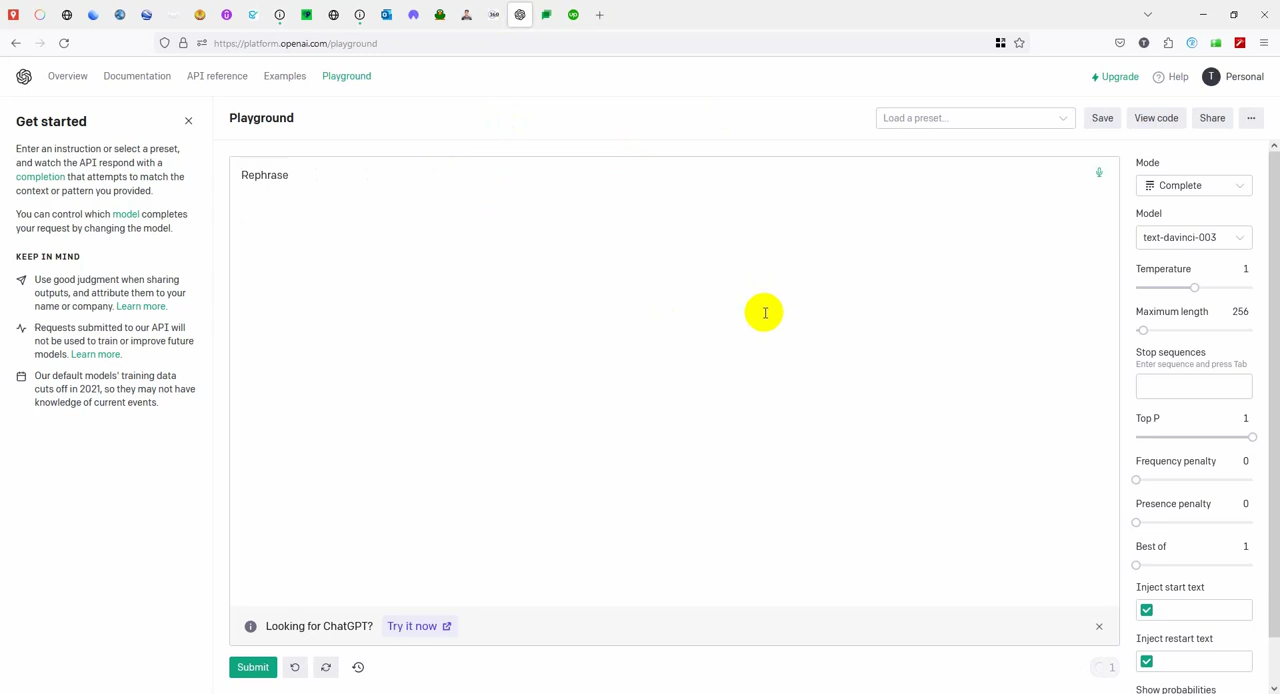 https://platform.openai.com/playground
Overview
Documentation
API reference
Examples
Playground
Upgrade
Help
T
Personal
Get started
Enter an instruction or select a preset,
and watch the API respond with a
completion that attempts to match the
context or pattern you provided.
You can control which model completes
your request by changing the model.
KEEP IN MIND
Use good judgment when sharing
outputs, and attribute them to your
name or company. Learn more.
Requests submitted to our API will
not be used to train or improve future
models. Learn more.
Our default models' training data
cuts off in 2021, so they may not have
knowledge of current events.
Playground
Load a preset...
Save
View code
Share
Rephrase
Looking for ChatGPT?
Try it now
Submit
1
Mode
Complete
Model
text-davinci-003
Temperature 1
Maximum length 256
Stop sequences
Enter sequence and press Tab
Top P 1
Frequency penalty 0
Presence penalty 0
Best of 1
Inject start text
Inject restart text
Show probabilities